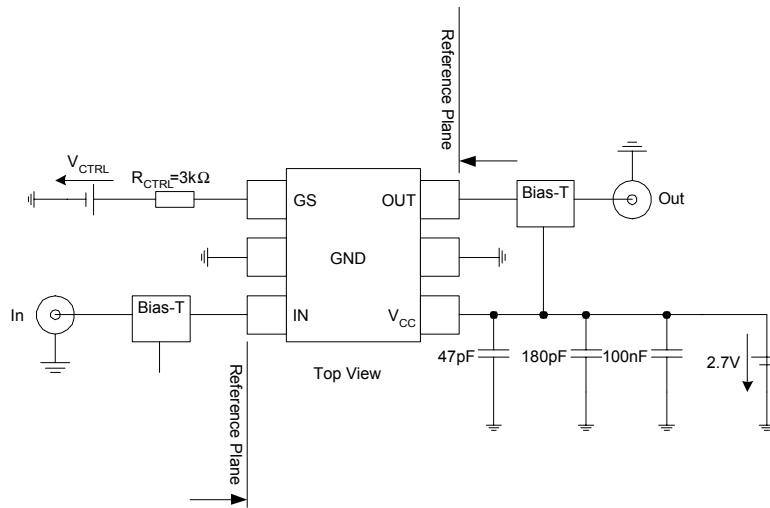 Reference Plane
V_CTRL
R_CTRL=3kΩ
GS
OUT
Bias-T
Out
GND
In
Bias-T
IN
V_CC
47pF
180pF
100nF
2.7V
Top View
Reference Plane